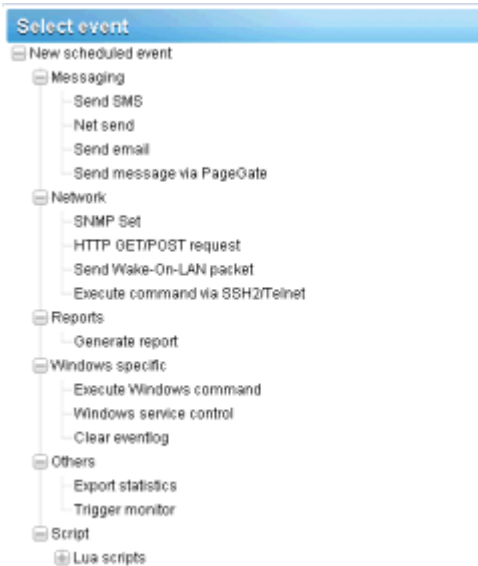 Select event
New scheduled event
Messaging
Send SMS
Net send
Send email
Send message via PageGate
Network
SNMP Set
HTTP GET/POST request
Send Wake-On-LAN packet
Execute command via SSH2/Telnet
Reports
Generate report
Windows specific
Execute Windows command
Windows service control
Clear eventlog
Others
Export statistics
Trigger monitor
Script
Lua scripts